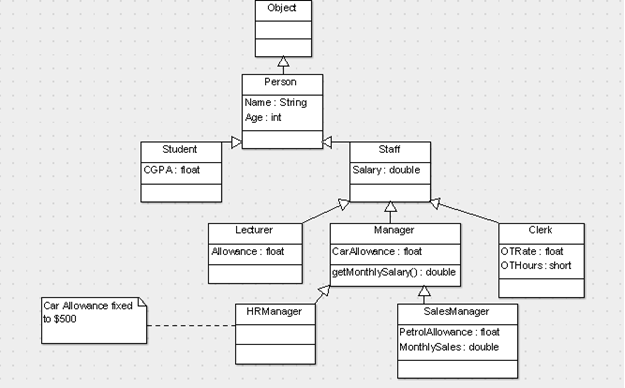 Object
Person
Name : String
Age : int
Student
CGPA : float
Staff
Salary : double
Lecturer
Allowance : float
Manager
CarAllowance : float
getMonthlySalary() : double
Clerk
OTRate : float
OTHours : short
Car Allowance fixed
to $500
HRManager
SalesManager
PetrolAllowance : float
MonthlySales : double